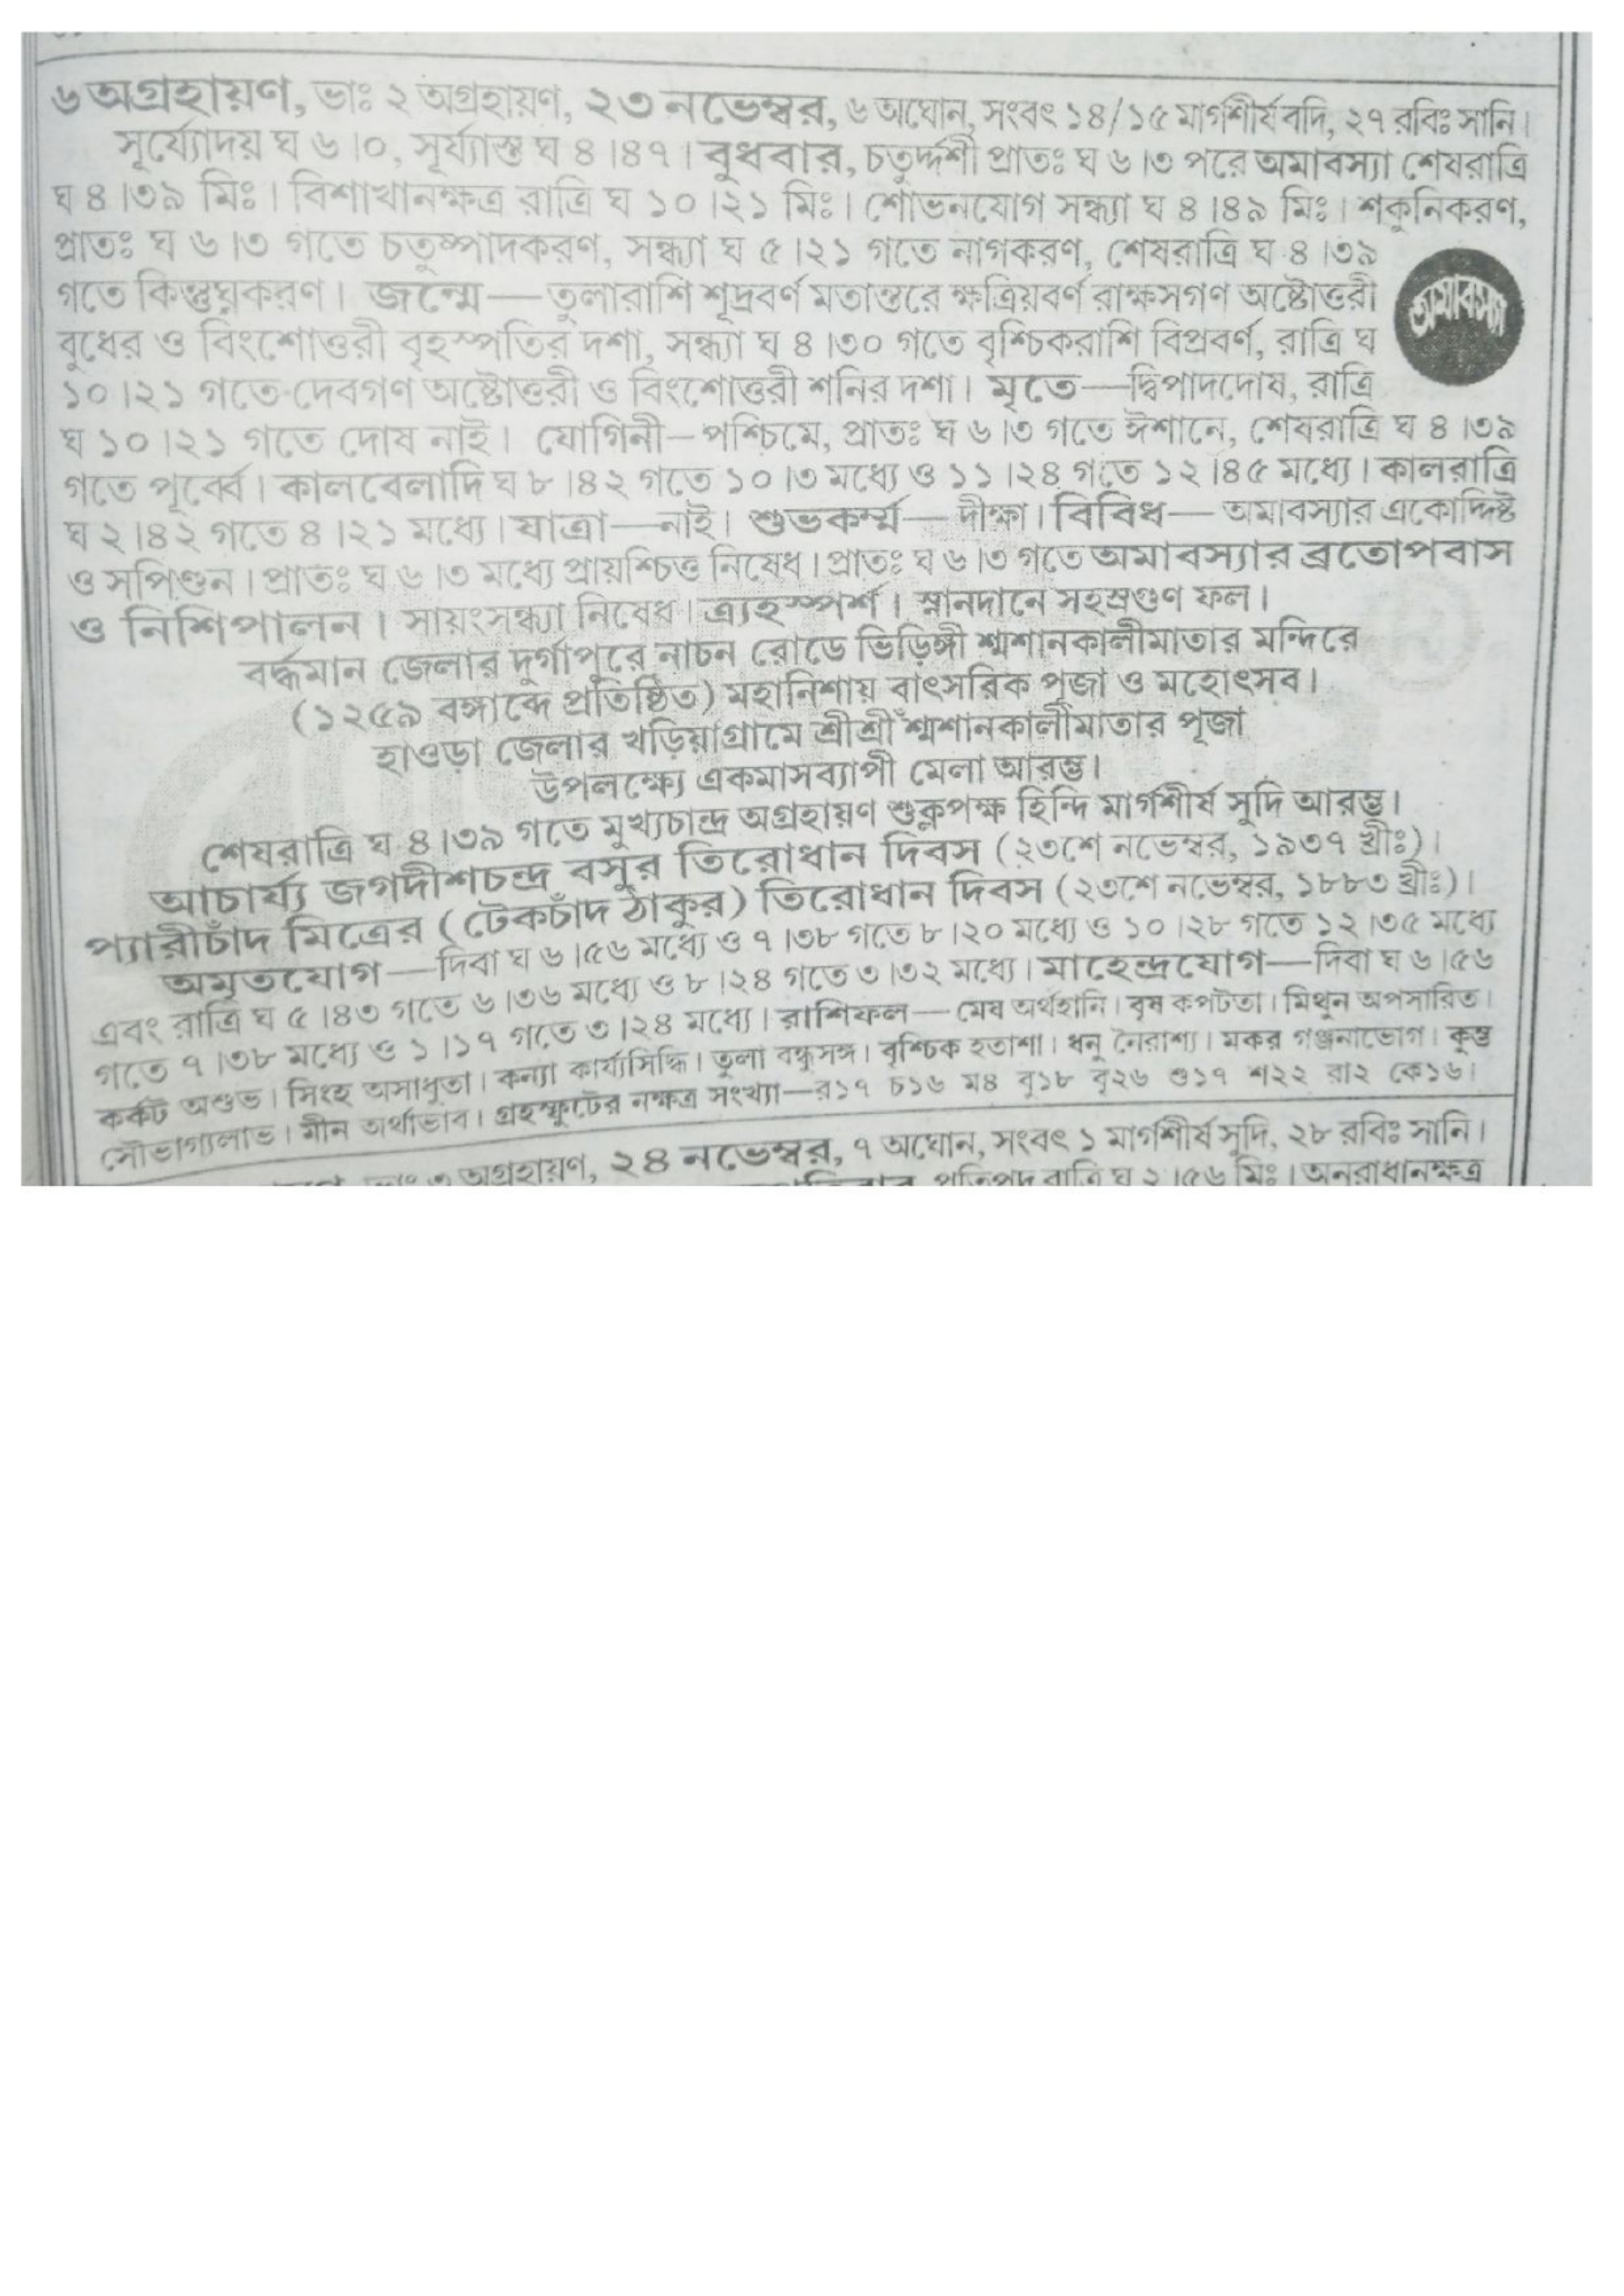 ৬ অগ্রহায়ণ, ভাঃ ২ অগ্রহায়ণ, ২৩ নভেম্বর, ৬ অঘোন, সংবৎ ১৪/১৫ মার্গশীর্ষ বদি, ২৭ রবিঃ সানি।
সূর্য্যোদয় ঘ ৬।০, সূর্য্যাস্ত ঘ ৪।৪৭। বুধবার, চতুর্দ্দশী প্রাতঃ ঘ ৬।৩ পরে অমাবস্যা শেষরাত্রি
ঘ ৪।৩৯ মিঃ। বিশাখানক্ষত্র রাত্রি ঘ ১০।২১ মিঃ। শোভনযোগ সন্ধ্যা ঘ ৪।৪৯ মিঃ। শকুনিকরণ,
প্রাতঃ ঘ ৬।৩ গতে চতুষ্পাদকরণ, সন্ধ্যা ঘ ৫।২১ গতে নাগকরণ, শেষরাত্রি ঘ ৪।৩৯
গতে কিন্তুঘ্নকরণ। জন্মে—তুলারাশি শূদ্রবর্ণ মতান্তরে ক্ষত্রিয়বর্ণ রাক্ষসগণ অষ্টোত্তরী
অমাবস্যা
বুধের ও বিংশোত্তরী বৃহস্পতির দশা, সন্ধ্যা ঘ ৪।৩০ গতে বৃশ্চিকরাশি বিপ্রবর্ণ, রাত্রি ঘ
১০।২১ গতে দেবগণ অষ্টোত্তরী ও বিংশোত্তরী শনির দশা। মৃতে—দ্বিপাদদোষ, রাত্রি
ঘ ১০।২১ গতে দোষ নাই। যোগিনী—পশ্চিমে, প্রাতঃ ঘ ৬।৩ গতে ঈশানে, শেষরাত্রি ঘ ৪।৩৯
গতে পূর্ব্বে। কালবেলাদি ঘ ৮।৪২ গতে ১০।৩ মধ্যে ও ১১।২৪ গতে ১২।৪৫ মধ্যে। কালরাত্রি
ঘ ২।৪২ গতে ৪।২১ মধ্যে। যাত্রা—নাই। শুভকর্ম্ম—দীক্ষা। বিবিধ—অমাবস্যার একোদ্দিষ্ট
ও সপিণ্ডন। প্রাতঃ ঘ ৬।৩ মধ্যে প্রায়শ্চিত্ত নিষেধ। প্রাতঃ ঘ ৬।৩ গতে অমাবস্যার ব্রতোপবাস
ও নিশিপালন। সায়ংসন্ধ্যা নিষেধ। ত্র্যহস্পর্শ। স্নানদানে সহস্রগুণ ফল।
বর্দ্ধমান জেলার দুর্গাপুরে নাচন রোডে ভিড়িঙ্গী শ্মশানকালীমাতার মন্দিরে
(১২৫৯ বঙ্গাব্দে প্রতিষ্ঠিত) মহানিশায় বাৎসরিক পূজা ও মহোৎসব।
হাওড়া জেলার খড়িয়াগ্রামে শ্রীশ্রীঁশ্মশানকালীমাতার পূজা
উপলক্ষ্যে একমাসব্যাপী মেলা আরম্ভ।
শেষরাত্রি ঘ ৪।৩৯ গতে মুখ্যচান্দ্র অগ্রহায়ণ শুক্লপক্ষ হিন্দি মার্গশীর্ষ সুদি আরম্ভ।
আচার্য্য জগদীশচন্দ্র বসুর তিরোধান দিবস (২৩শে নভেম্বর, ১৯৩৭ খ্রীঃ)।
প্যারীচাঁদ মিত্রের (টেকচাঁদ ঠাকুর) তিরোধান দিবস (২৩শে নভেম্বর, ১৮৮৩ খ্রীঃ)।
অমৃতযোগ—দিবা ঘ ৬।৫৬ মধ্যে ও ৭।৩৮ গতে ৮।২০ মধ্যে ও ১০।২৮ গতে ১২।৩৫ মধ্যে
এবং রাত্রি ঘ ৫।৪৩ গতে ৬।৩৬ মধ্যে ও ৮।২৪ গতে ৩।৩২ মধ্যে। মাহেন্দ্রযোগ—দিবা ঘ ৬।৫৬
গতে ৭।৩৮ মধ্যে ও ১।১৭ গতে ৩।২৪ মধ্যে। রাশিফল—মেষ অর্থহানি। বৃষ কপটতা। মিথুন অপসারিত।
কর্কট অশুভ। সিংহ অসাধুতা। কন্যা কার্য্যসিদ্ধি। তুলা বন্ধুসঙ্গ। বৃশ্চিক হতাশা। ধনু নৈরাশ্য। মকর গঞ্জনাভোগ। কুম্ভ
সৌভাগ্যলাভ। মীন অর্থাভাব। গ্রহস্ফুটের নক্ষত্র সংখ্যা—র১৭ চ১৬ ম৪ বু১৮ বৃ২৬ শু১৭ শ২২ রা২ কে১৬।
অগ্রহায়ণ, ২৪ নভেম্বর, ৭ অঘোন, সংবৎ ১ মার্গশীর্ষ সুদি, ২৮ রবিঃ সানি।
প্রতিপদ রাত্রি ঘ ২।৫৬ মিঃ। অনুরাধানক্ষত্র